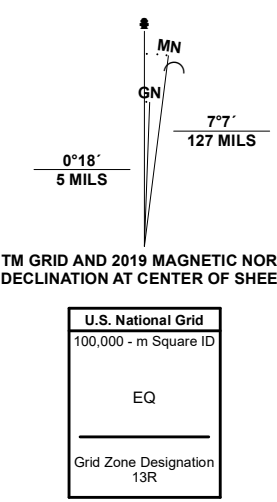 MN
GN
7°7´
127 MILS
0°18´
5 MILS
TM GRID AND 2019 MAGNETIC NOR
DECLINATION AT CENTER OF SHEE
U.S. National Grid
100,000 - m Square ID
EQ
Grid Zone Designation
13R